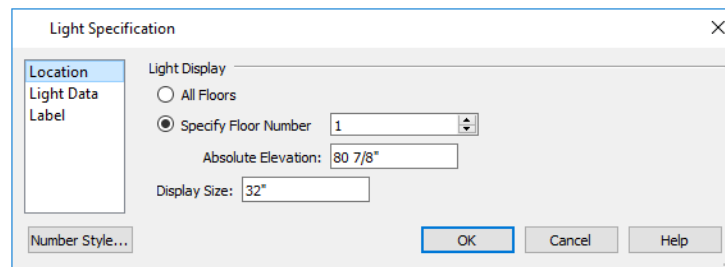 Light Specification
Location
Light Data
Label
Light Display
All Floors
Specify Floor Number 1
Absolute Elevation: 80 7/8"
Display Size: 32"
Number Style... OK Cancel Help